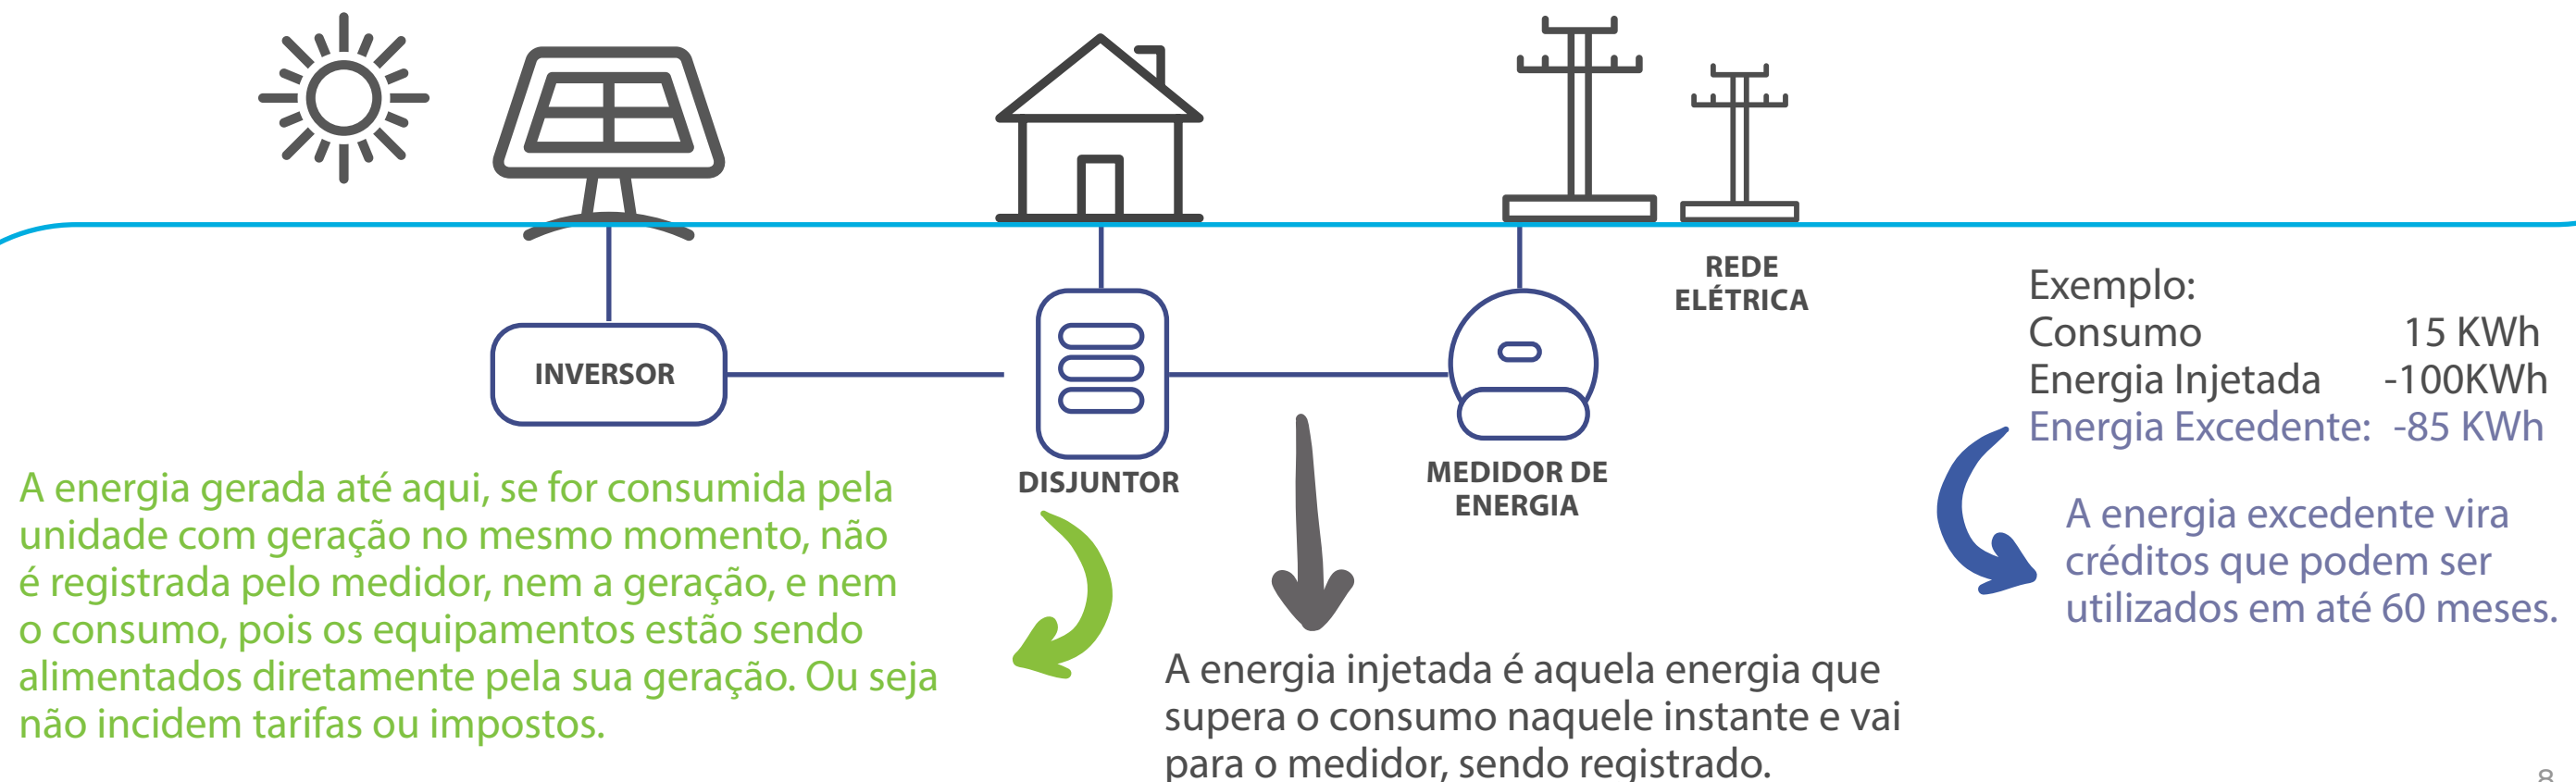 REDE
ELÉTRICA
INVERSOR
DISJUNTOR
MEDIDOR DE
ENERGIA
Exemplo:
Consumo 15 KWh
Energia Injetada -100KWh
Energia Excedente: -85 KWh
A energia excedente vira
créditos que podem ser
utilizados em até 60 meses.
A energia gerada até aqui, se for consumida pela
unidade com geração no mesmo momento, não
é registrada pelo medidor, nem a geração, e nem
o consumo, pois os equipamentos estão sendo
alimentados diretamente pela sua geração. Ou seja
não incidem tarifas ou impostos.
A energia injetada é aquela energia que
supera o consumo naquele instante e vai
para o medidor, sendo registrado.
8